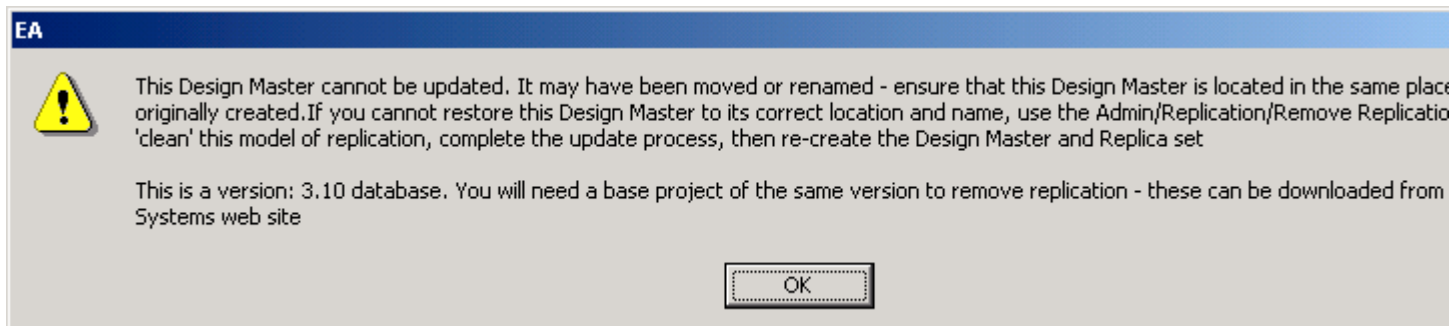 EA
This Design Master cannot be updated. It may have been moved or renamed - ensure that this Design Master is located in the same place
originally created.If you cannot restore this Design Master to its correct location and name, use the Admin/Replication/Remove Replicatio
'clean' this model of replication, complete the update process, then re-create the Design Master and Replica set
This is a version: 3.10 database. You will need a base project of the same version to remove replication - these can be downloaded from
Systems web site
OK